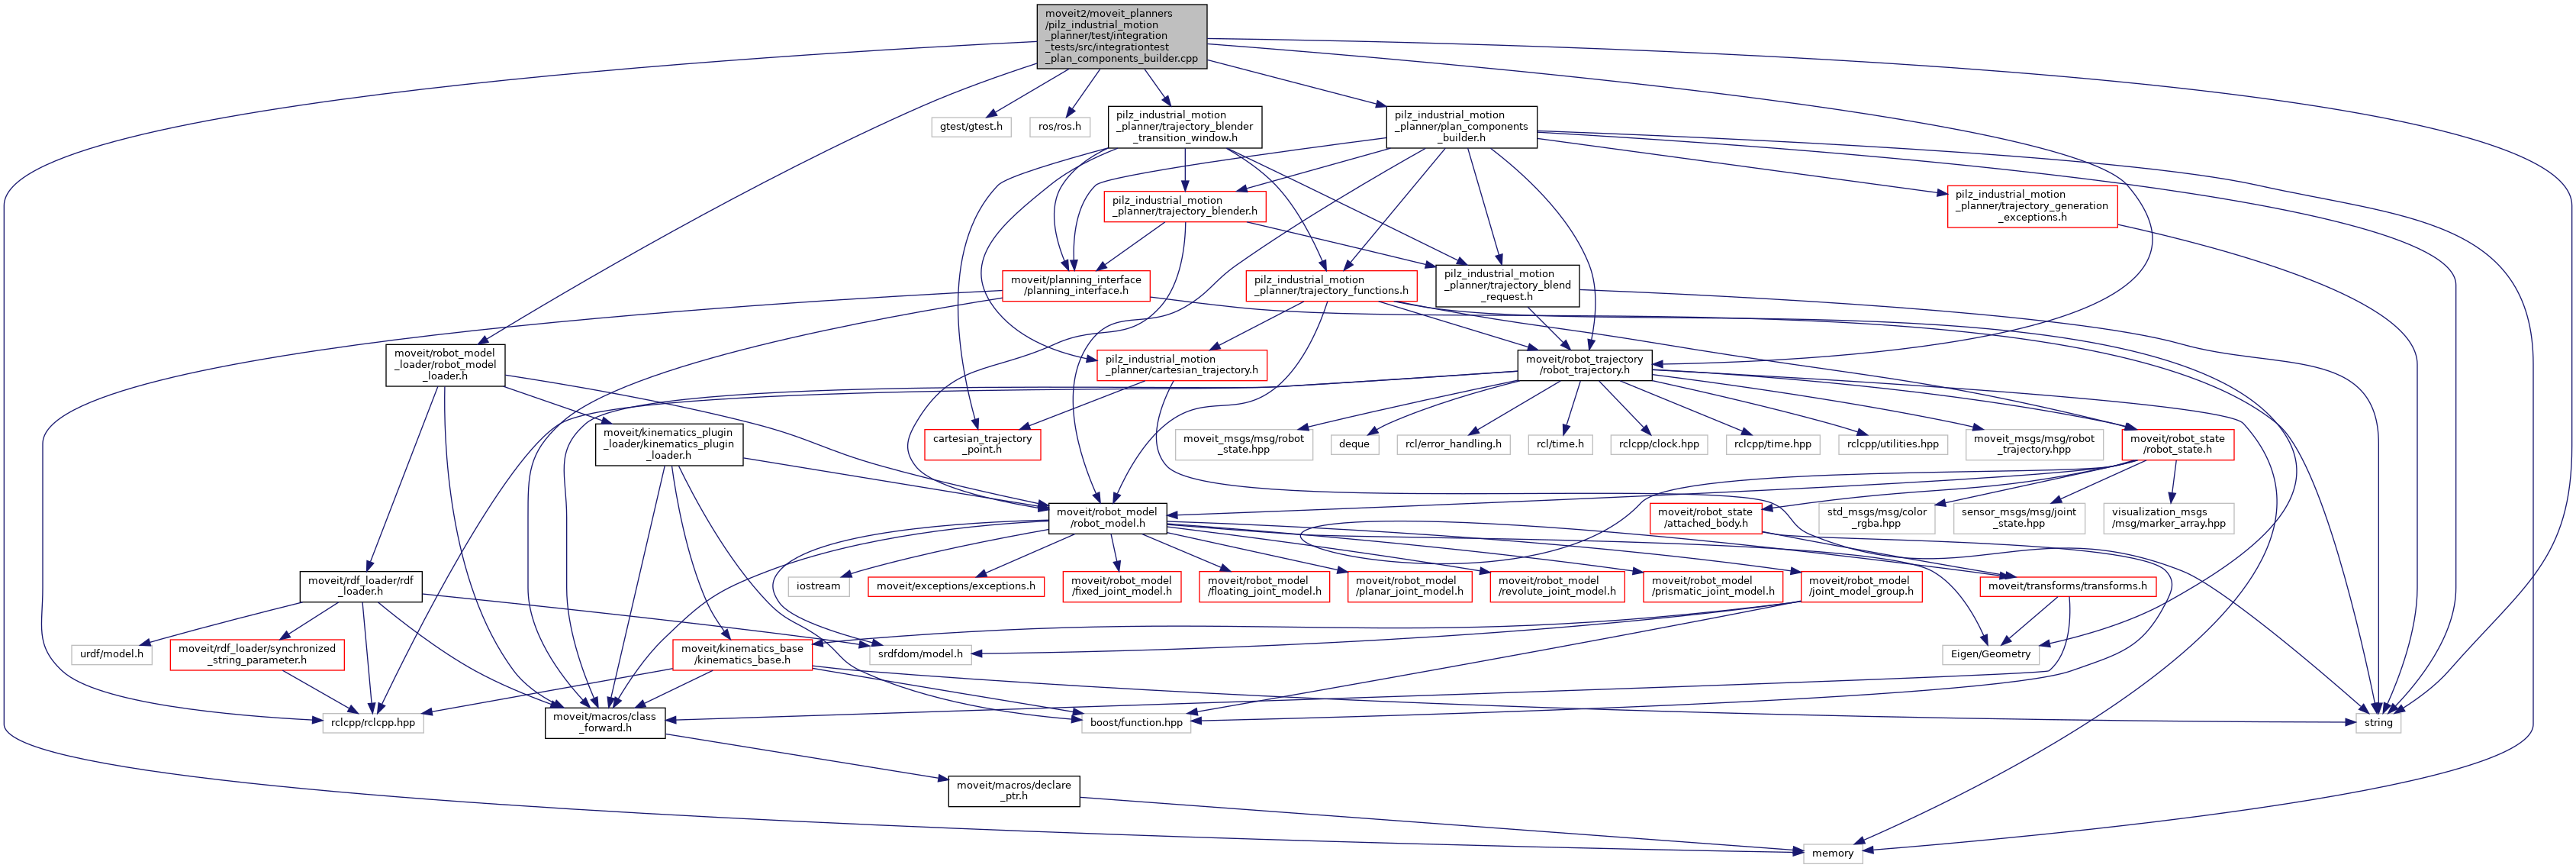 moveit2/moveit_planners
/pilz_industrial_motion
_planner/test/integration
_tests/src/integrationtest
_plan_components_builder.cpp
gtest/gtest.h
ros/ros.h
pilz_industrial_motion
_planner/trajectory_blender
_transition_window.h
pilz_industrial_motion
_planner/plan_components
_builder.h
pilz_industrial_motion
_planner/trajectory_blender.h
pilz_industrial_motion
_planner/trajectory_generation
_exceptions.h
moveit/planning_interface
/planning_interface.h
pilz_industrial_motion
_planner/trajectory_functions.h
pilz_industrial_motion
_planner/trajectory_blend
_request.h
moveit/robot_model
_loader/robot_model
_loader.h
pilz_industrial_motion
_planner/cartesian_trajectory.h
moveit/robot_trajectory
/robot_trajectory.h
moveit/kinematics_plugin
_loader/kinematics_plugin
_loader.h
cartesian_trajectory
_point.h
moveit_msgs/msg/robot
_state.hpp
deque
rcl/error_handling.h
rcl/time.h
rclcpp/clock.hpp
rclcpp/time.hpp
rclcpp/utilities.hpp
moveit_msgs/msg/robot
_trajectory.hpp
moveit/robot_state
/robot_state.h
moveit/robot_model
/robot_model.h
moveit/robot_state
/attached_body.h
std_msgs/msg/color
_rgba.hpp
sensor_msgs/msg/joint
_state.hpp
visualization_msgs
/msg/marker_array.hpp
moveit/rdf_loader/rdf
_loader.h
iostream
moveit/exceptions/exceptions.h
moveit/robot_model
/fixed_joint_model.h
moveit/robot_model
/floating_joint_model.h
moveit/robot_model
/planar_joint_model.h
moveit/robot_model
/revolute_joint_model.h
moveit/robot_model
/prismatic_joint_model.h
moveit/robot_model
/joint_model_group.h
moveit/transforms/transforms.h
urdf/model.h
moveit/rdf_loader/synchronized
_string_parameter.h
moveit/kinematics_base
/kinematics_base.h
srdfdom/model.h
Eigen/Geometry
rclcpp/rclcpp.hpp
moveit/macros/class
_forward.h
boost/function.hpp
string
moveit/macros/declare
_ptr.h
memory